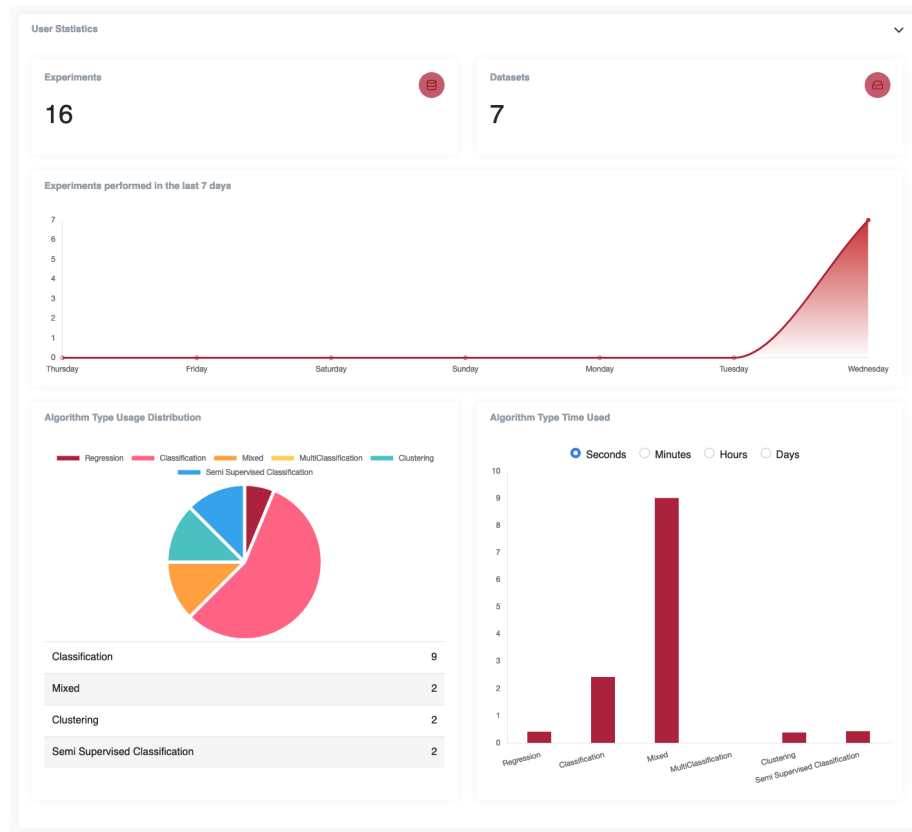 User Statistics
Experiments
16
Datasets
7
Experiments performed in the last 7 days
7
6
5
4
3
2
1
0
Thursday Friday Saturday Sunday Monday Tuesday Wednesday
Algorithm Type Usage Distribution
Regression Classification Mixed MultiClassification Clustering
Semi Supervised Classification
Classification 9
Mixed 2
Clustering 2
Semi Supervised Classification 2
Algorithm Type Time Used
Seconds Minutes Hours Days
10
9
8
7
6
5
4
3
2
1
0
Regression Classification Mixed MultiClassification Clustering Semi Supervised Classification